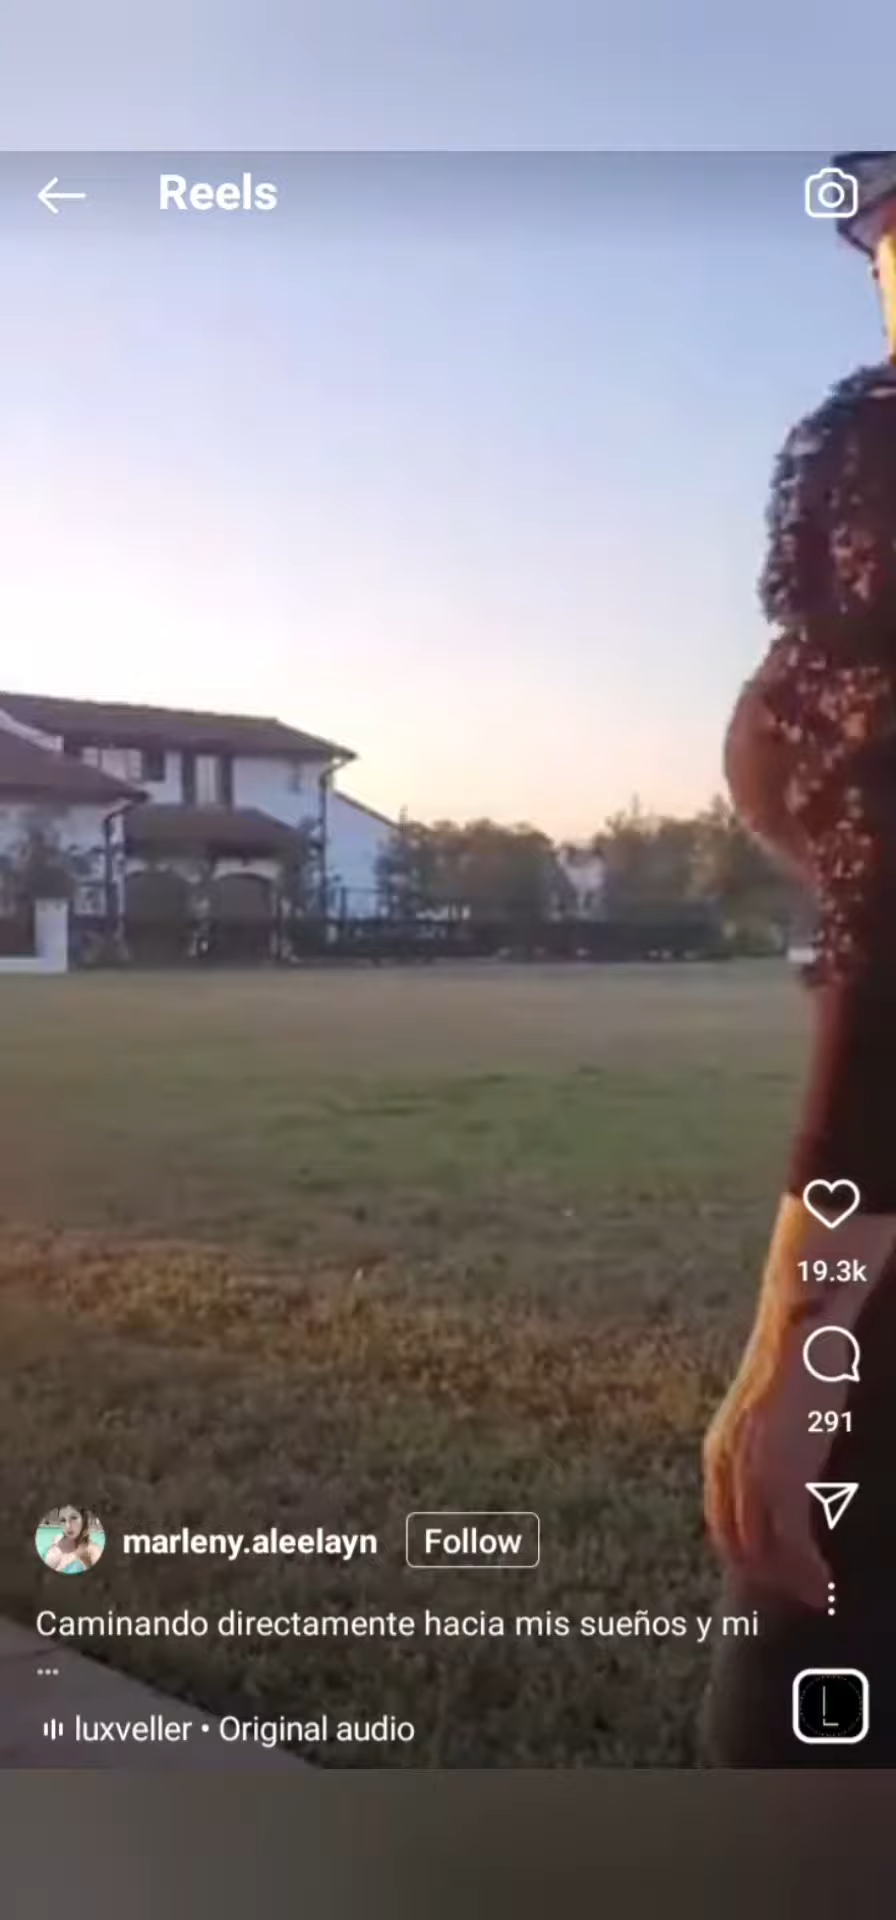 Reels
19.3k
291
marleny.aleelayn Follow
Caminando directamente hacia mis sueños y mi
...
luxveller • Original audio